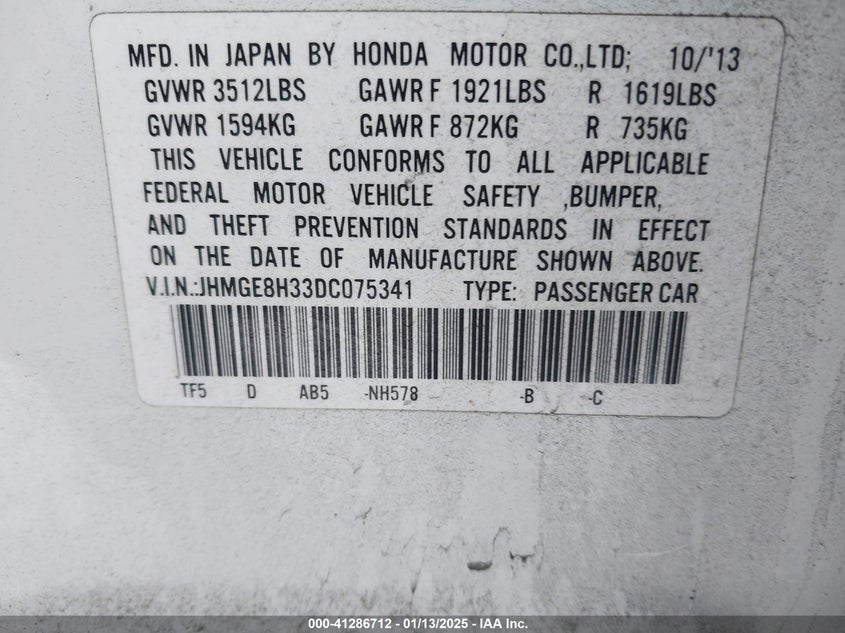 MFD. IN JAPAN BY HONDA MOTOR CO.,LTD; 10/'13
GVWR 3512LBS GAWR F 1921LBS R 1619LBS
GVWR 1594KG GAWR F 872KG R 735KG
THIS VEHICLE CONFORMS TO ALL APPLICABLE
FEDERAL MOTOR VEHICLE SAFETY ,BUMPER,
AND THEFT PREVENTION STANDARDS IN EFFECT
ON THE DATE OF MANUFACTURE SHOWN ABOVE.
V.I.N.:JHMGE8H33DC075341 TYPE: PASSENGER CAR
TF5 D AB5 -NH578 -B -C
000-41286712 - 01/13/2025 - IAA Inc.